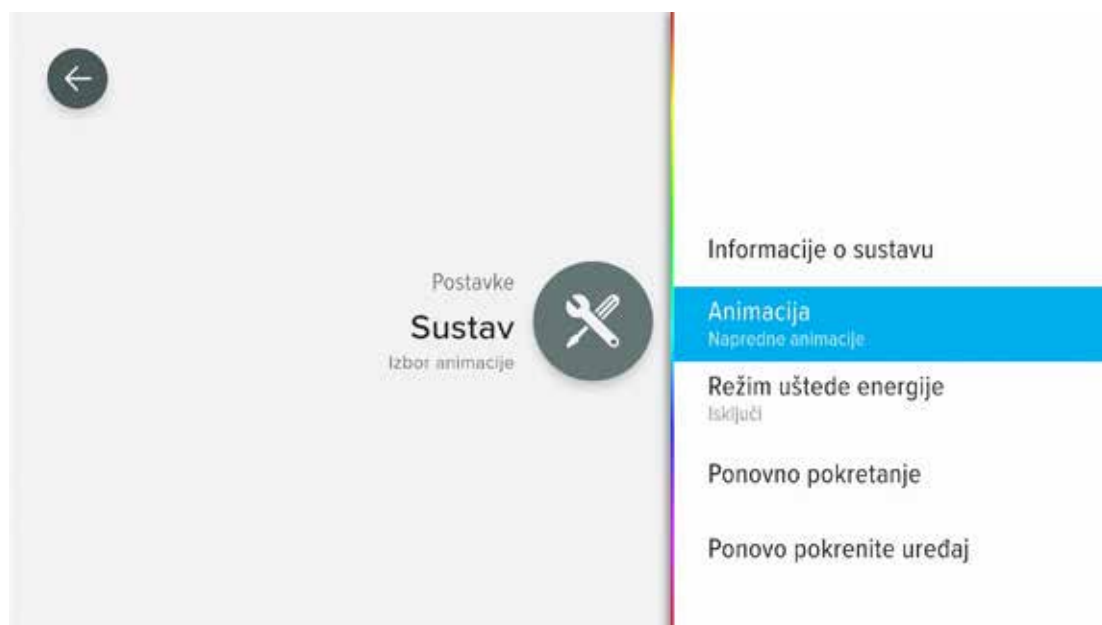 Postavke
Sustav
Izbor animacije
Informacije o sustavu
Animacija
Napredne animacije
Režim uštede energije
Isključi
Ponovno pokretanje
Ponovo pokrenite uređaj